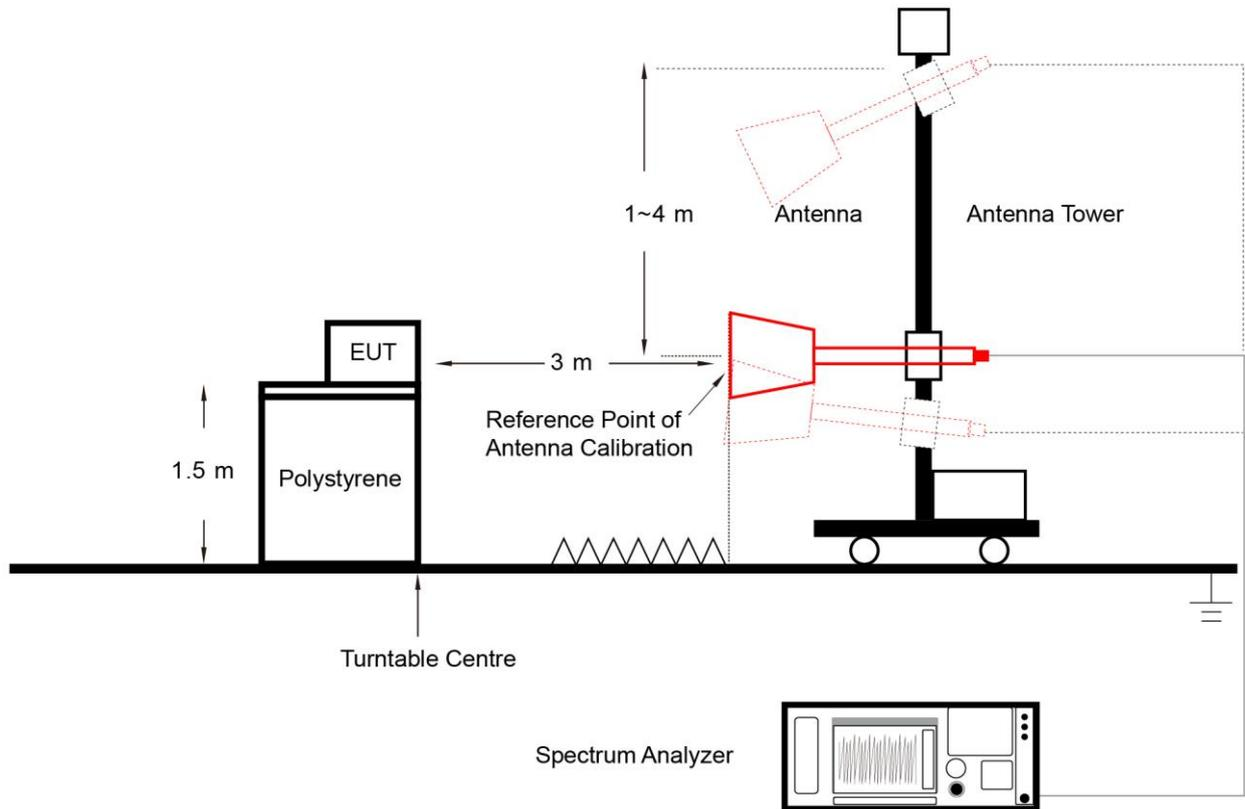 1~4 m
Antenna
Antenna Tower
EUT
3 m
Reference Point of
Antenna Calibration
1.5 m
Polystyrene
Turntable Centre
Spectrum Analyzer